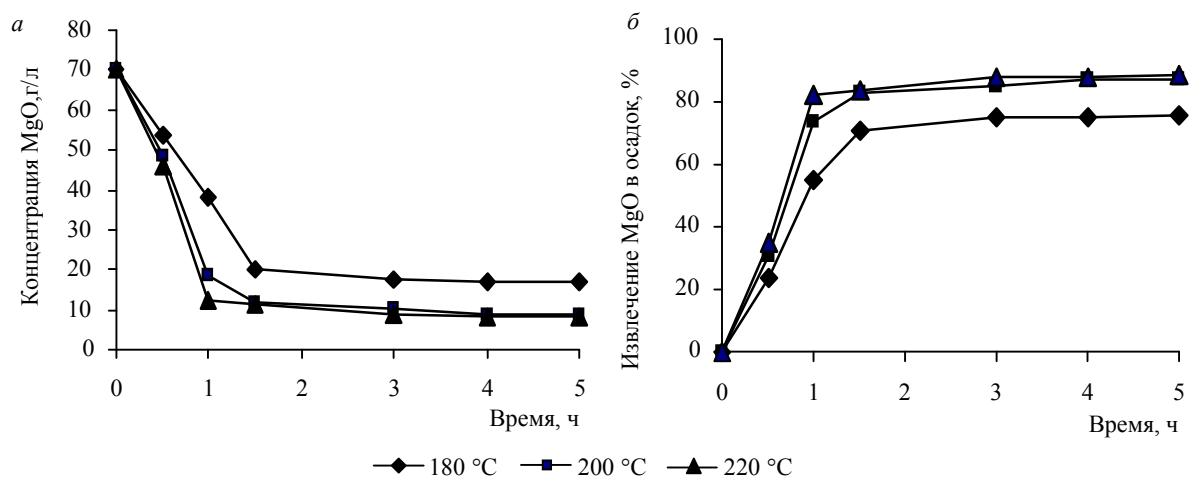 а
Концентрация MgO,г/л
80
70
60
50
40
30
20
10
0
0 1 2 3 4 5
Время, ч
б
Извлечение MgO в осадок, %
100
80
60
40
20
0
0 1 2 3 4 5
Время, ч
180 °С 200 °С 220 °С